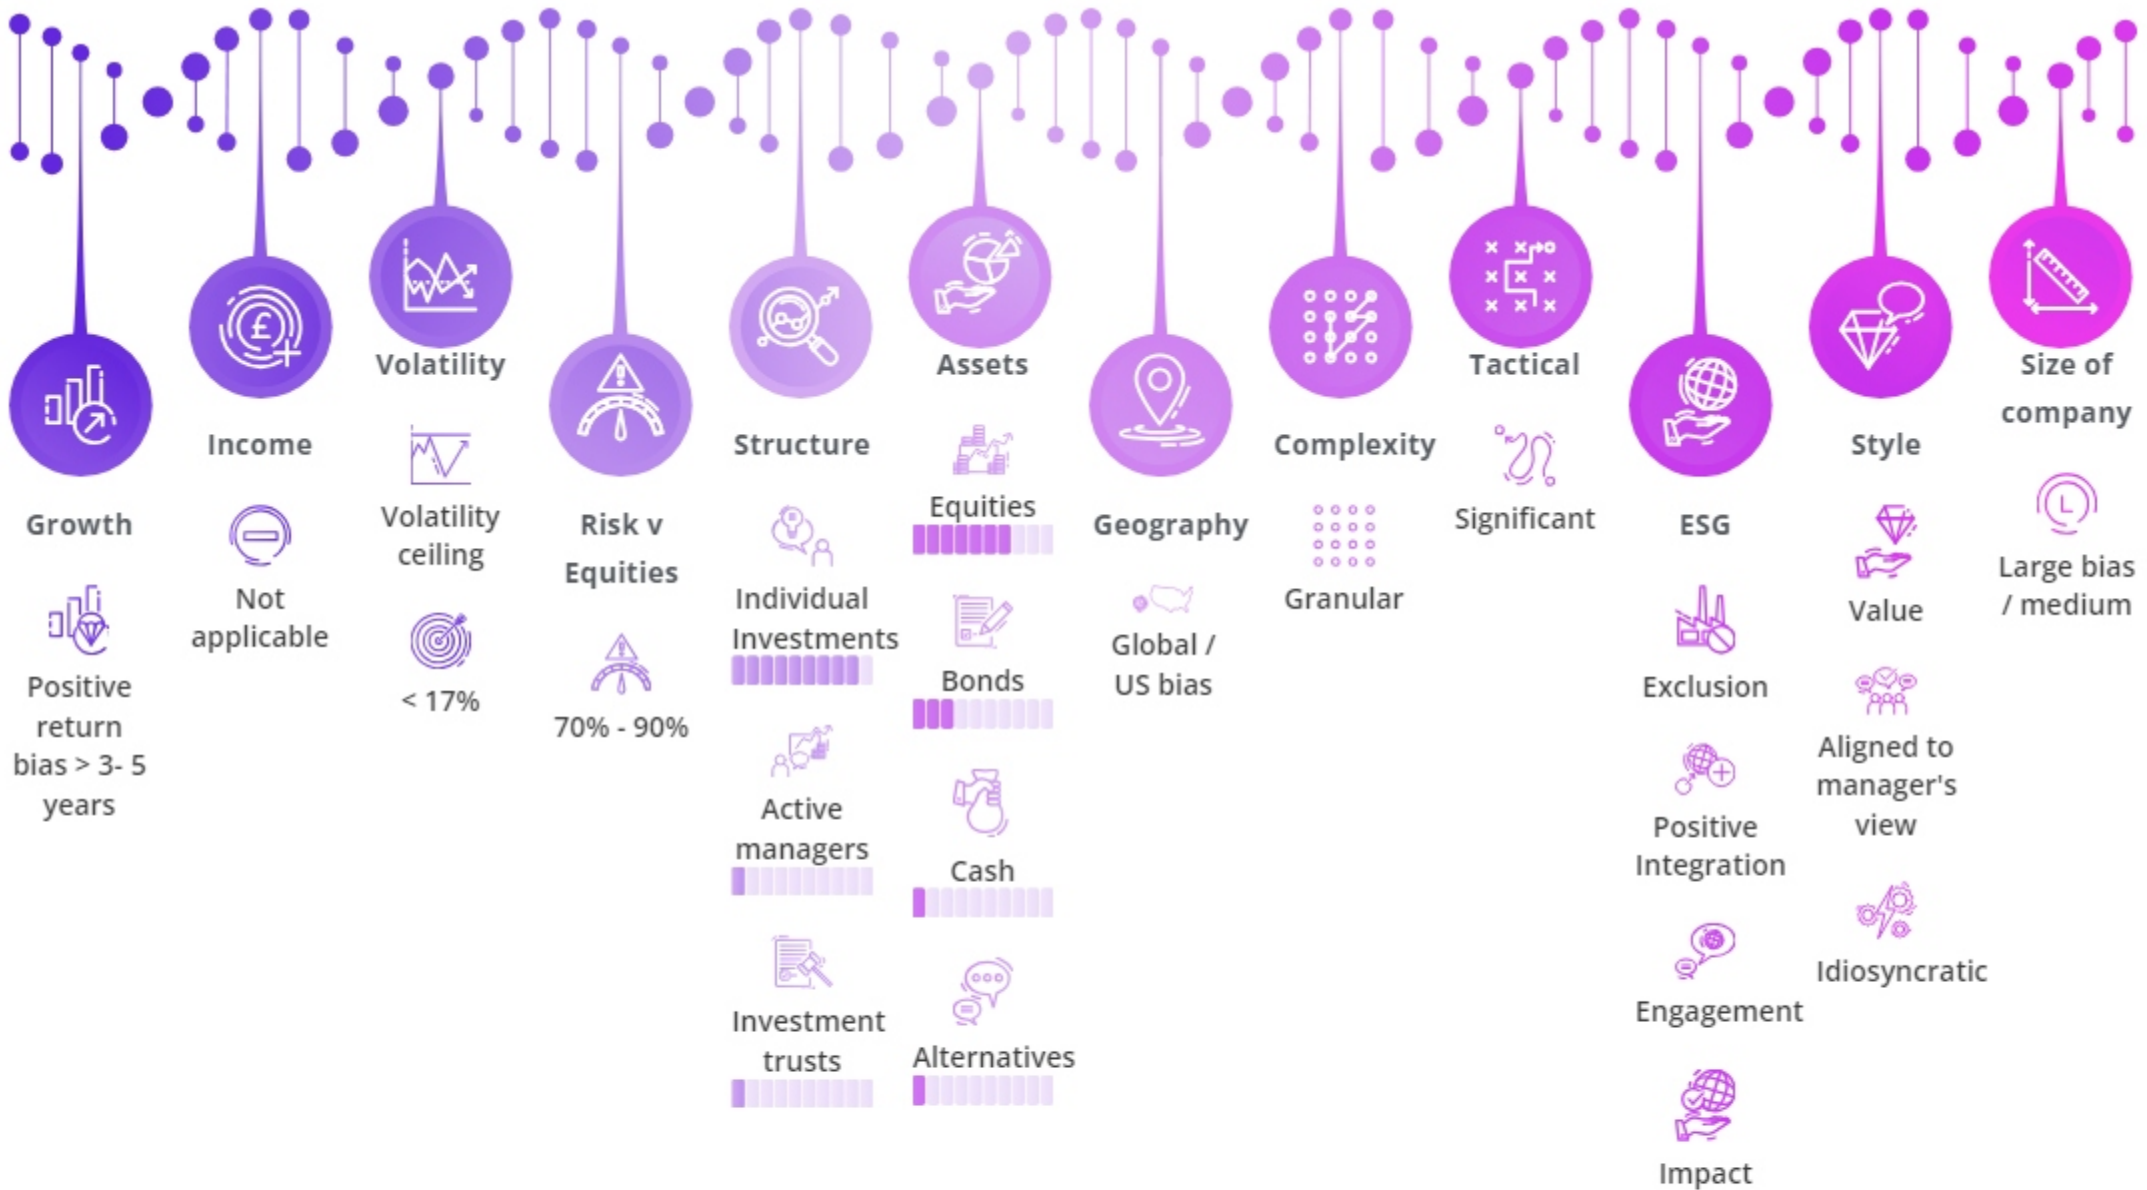 Growth
Positive
return
bias > 3- 5
years
£
Income
Not
applicable
Volatility
Volatility
ceiling
< 17%
Risk v
Equities
70% - 90%
Structure
Individual
Investments
Active
managers
Investment
trusts
Assets
Equities
Bonds
Cash
Alternatives
Geography
Global /
US bias
Complexity
Granular
Tactical
Significant
ESG
Exclusion
Positive
Integration
Engagement
Impact
Style
Value
Aligned to
manager's
view
Idiosyncratic
Size of
company
L
Large bias
/ medium